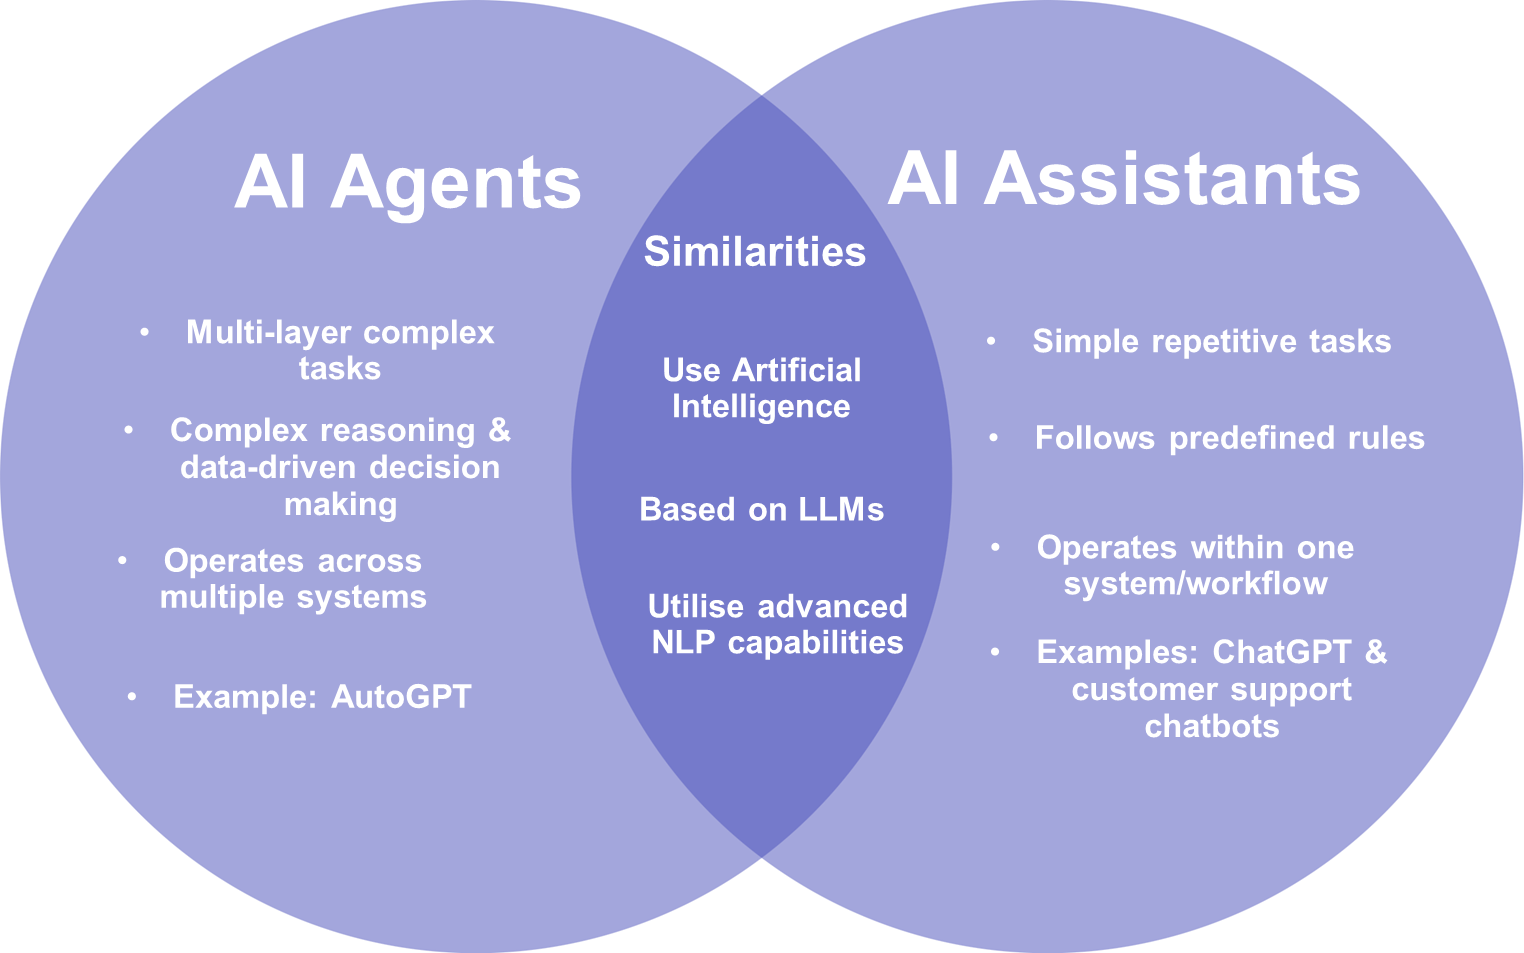 AI Agents
• Multi-layer complex
tasks
• Complex reasoning &
data-driven decision
making
• Operates across
multiple systems
• Example: AutoGPT
Similarities
Use Artificial
Intelligence
Based on LLMs
Utilise advanced
NLP capabilities
AI Assistants
• Simple repetitive tasks
• Follows predefined rules
• Operates within one
system/workflow
• Examples: ChatGPT &
customer support
chatbots